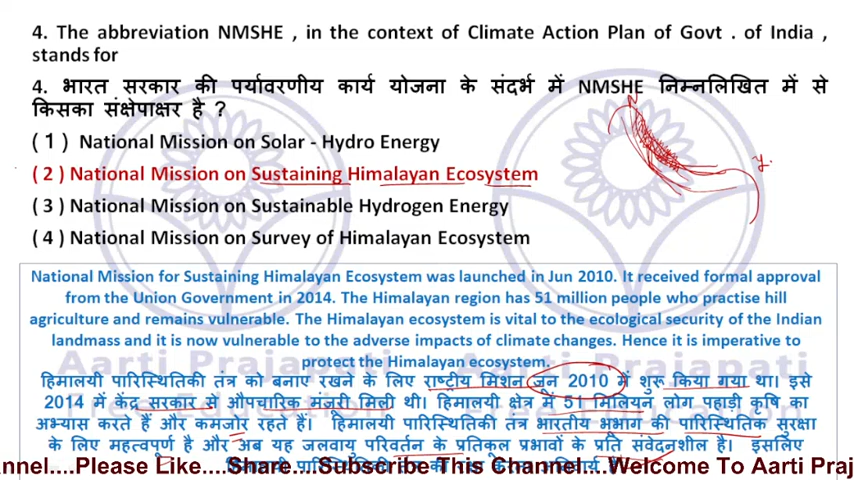 4. The abbreviation NMSHE , in the context of Climate Action Plan of Govt . of India ,
stands for
4. भारत सरकार की पर्यावरणीय कार्य योजना के संदर्भ में NMSHE निम्नलिखित में से
किसका संक्षेपाक्षर है ?
( 1 ) National Mission on Solar - Hydro Energy
( 2 ) National Mission on Sustaining Himalayan Ecosystem
( 3 ) National Mission on Sustainable Hydrogen Energy
( 4 ) National Mission on Survey of Himalayan Ecosystem
National Mission for Sustaining Himalayan Ecosystem was launched in Jun 2010. It received formal approval
from the Union Government in 2014. The Himalayan region has 51 million people who practise hill
agriculture and remains vulnerable. The Himalayan ecosystem is vital to the ecological security of the Indian
landmass and it is now vulnerable to the adverse impacts of climate changes. Hence it is imperative to
protect the Himalayan ecosystem.
Aarti Prajapati Aarti Prajapati
हिमालयी पारिस्थितिकी तंत्र को बनाए रखने के लिए राष्ट्रीय मिशन जून 2010 में शुरू किया गया था। इसे
2014 में केंद्र सरकार से औपचारिक मंजूरी मिली थी। हिमालयी क्षेत्र में 51 मिलियन लोग पहाड़ी कृषि का
अभ्यास करते हैं और कमजोर रहते हैं। हिमालयी पारिस्थितिकी तंत्र भारतीय भूभाग की पारिस्थितिक सुरक्षा
के लिए महत्वपूर्ण है और अब यह जलवायु परिवर्तन के प्रतिकूल प्रभावों के प्रति संवेदनशील है। इसलिए
annel....Please Like....Share....Subscribe This Channel....Welcome To Aarti Praj